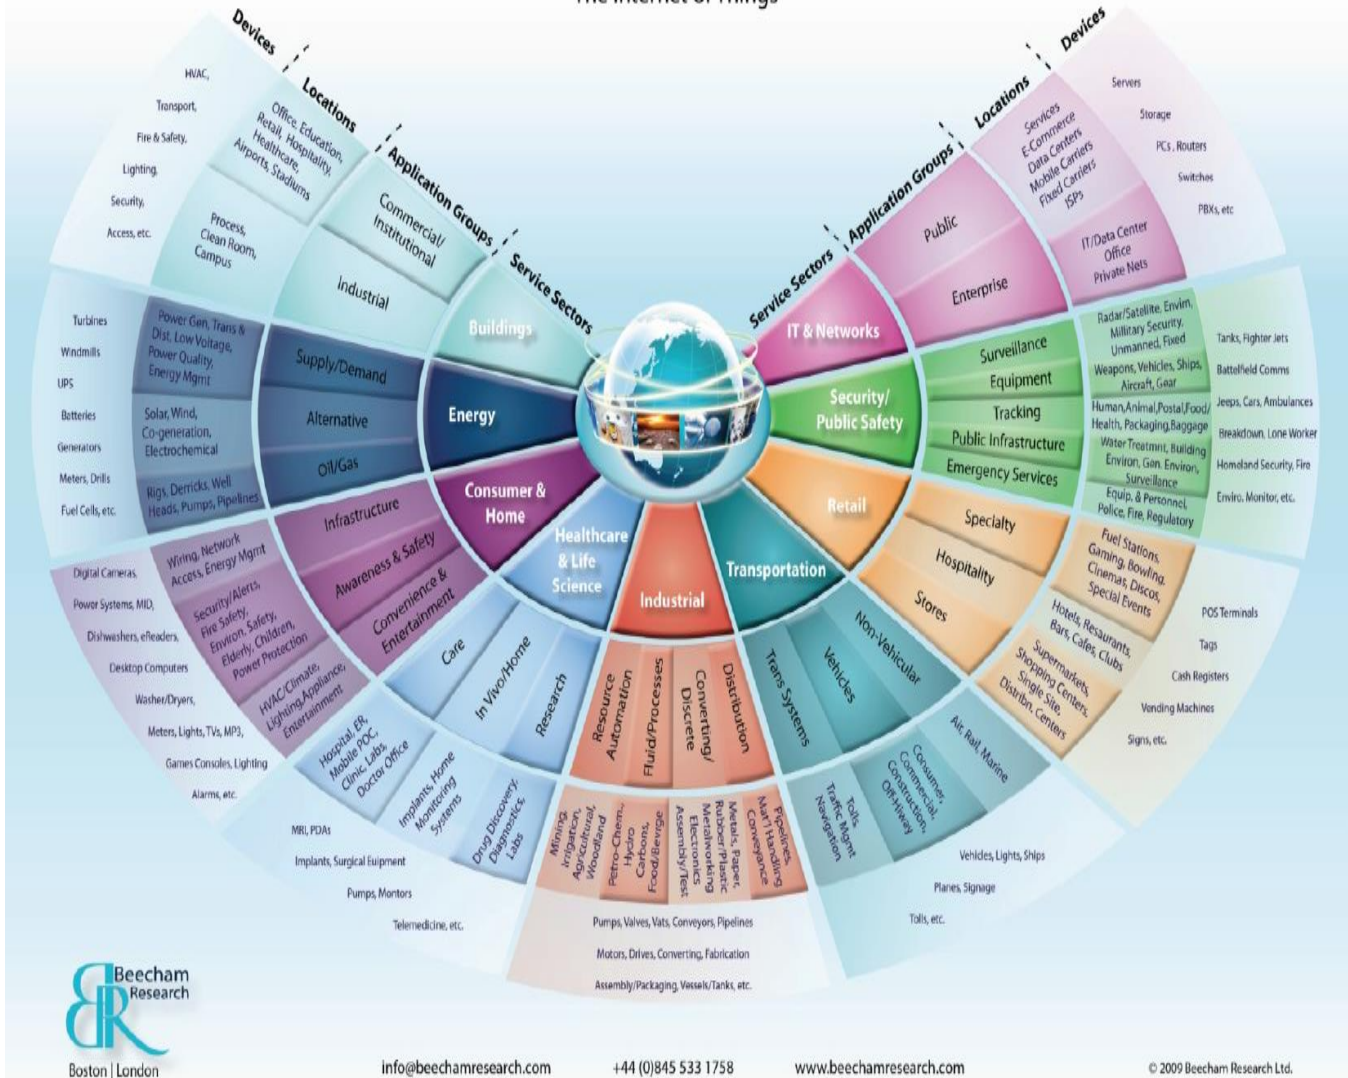 The Internet of Things
Devices
Locations
Application Groups
Service Sectors
Service Sectors
Application Groups
Locations
Devices
HVAC,
Transport,
Fire & Safety,
Lighting,
Security,
Access, etc.
Office, Education,
Retail, Hospitality,
Healthcare,
Airports, Stadiums
Process,
Clean Room,
Campus
Commercial/
Institutional
Industrial
Buildings
Turbines
Windmills
UPS
Batteries
Generators
Meters, Drills
Fuel Cells, etc.
Power Gen, Trans &
Dist, Low Voltage,
Power Quality,
Energy Mgmt
Solar, Wind,
Co-generation,
Electrochemical
Rigs, Derricks, Well
Heads, Pumps, Pipelines
Supply/Demand
Alternative
Oil/Gas
Energy
Digital Cameras,
Power Systems, MID,
Dishwashers, eReaders,
Desktop Computers
Washer/Dryers,
Meters, Lights, TVs, MP3,
Games Consoles, Lighting
Alarms, etc.
Wiring, Network
Access, Energy Mgmt
Security/Alerts,
Fire Safety,
Environ. Safety,
Elderly, Children,
Power Protection
HVAC/Climate,
Lighting,Appliance,
Entertainment
Infrastructure
Awareness & Safety
Convenience &
Entertainment
Consumer &
Home
MRI, PDAs
Implants, Surgical Euipment
Pumps, Montors
Telemedicine, etc.
Hospital, ER,
Mobile POC,
Clinic, Labs,
Doctor Office
Implants, Home
Monitoring
Systems
Drug Discovery,
Diagnostics,
Labs
Care
In Vivo/Home
Research
Healthcare
& Life
Science
Industrial
Resource
Automation
Fluid/Processes
Converting/
Discrete
Distribution
Mining,
Irrigation,
Agricultural,
Woodland
Petro-Chem.,
Hydro
Carbons,
Food/Bevrge
Metals, Paper,
Rubber/Plastic
Metalworking
Electronics
Assembly/Test
Pipelines,
Mat'l Handling
Conveyance
Pumps, Valves, Vats, Conveyors, Pipelines
Motors, Drives, Converting, Fabrication
Assembly/Packaging, Vessels/Tanks, etc.
Transportation
Trans Systems
Vehicles
Non-Vehicular
Tolls
Traffic Mgmt
Navigation
Consumer,
Commercial,
Construction,
Off-Hiway
Air, Rail, Marine
Vehicles, Lights, Ships
Planes, Signage
Tolls, etc.
Retail
Specialty
Hospitality
Stores
Fuel Stations,
Gaming, Bowling,
Cinemas, Discos,
Special Events
Hotels, Resaurants,
Bars, Cafes, Clubs
Supermarkets,
Shopping Centers,
Single Site,
Distribn. Centers
POS Terminals
Tags
Cash Registers
Vending Machines
Signs, etc.
Security/
Public Safety
Surveillance
Equipment
Tracking
Public Infrastructure
Emergency Services
Radar/Satelite, Envirn,
Millitary Security,
Unmanned, Fixed
Weapons, Vehicles, Ships,
Aircraft, Gear
Human,Animal,Postal,Food/
Health, Packaging,Baggage
Water Treatmnt, Building
Environ, Gen. Environ,
Surveillance
Equip. & Personnel,
Police, Fire, Regulatory
Tanks, Fighter Jets
Battelfield Comms
Jeeps, Cars, Ambulances
Breakdown, Lone Worker
Homeland Security, Fire
Enviro. Monitor, etc.
IT & Networks
Public
Enterprise
Services
E-Commerce
Data Centers
Mobile Carriers
Fixed Carriers
ISPs
IT/Data Center
Office
Private Nets
Servers
Storage
PCs , Routers
Switches
PBXs, etc
Beecham
Research
Boston | London
info@beechamresearch.com
+44 (0)845 533 1758
www.beechamresearch.com
© 2009 Beecham Research Ltd.